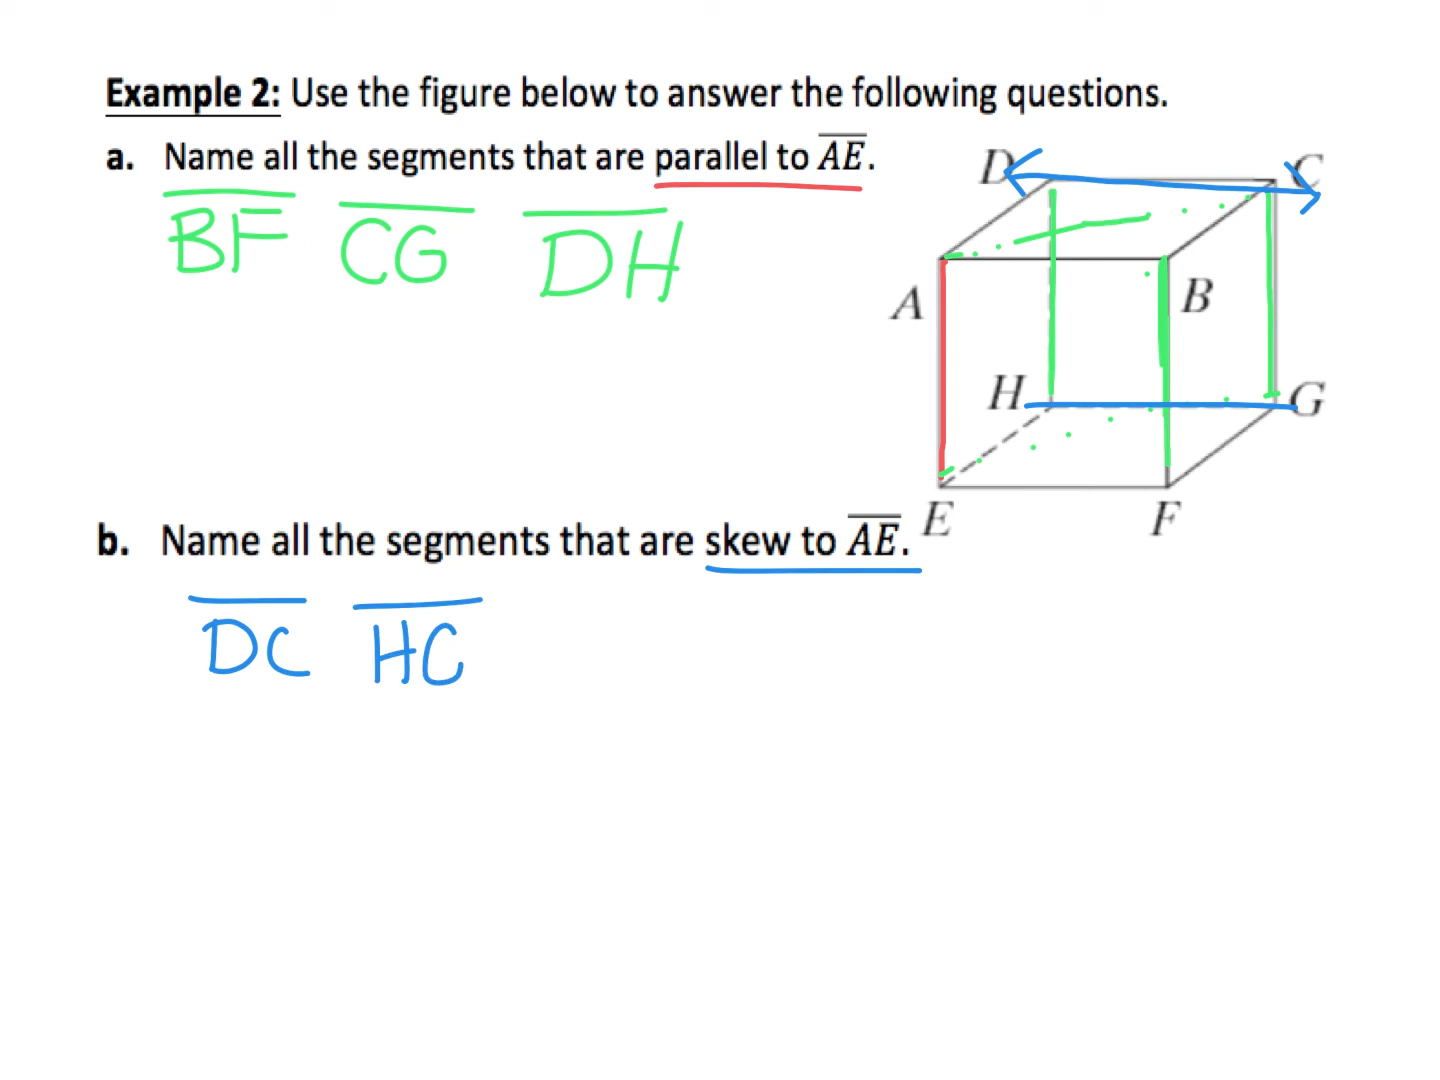 Example 2: Use the figure below to answer the following questions.
a. Name all the segments that are parallel to AE.
BF CG DH
D C
A B
H G
E F
b. Name all the segments that are skew to AE.
DC HC